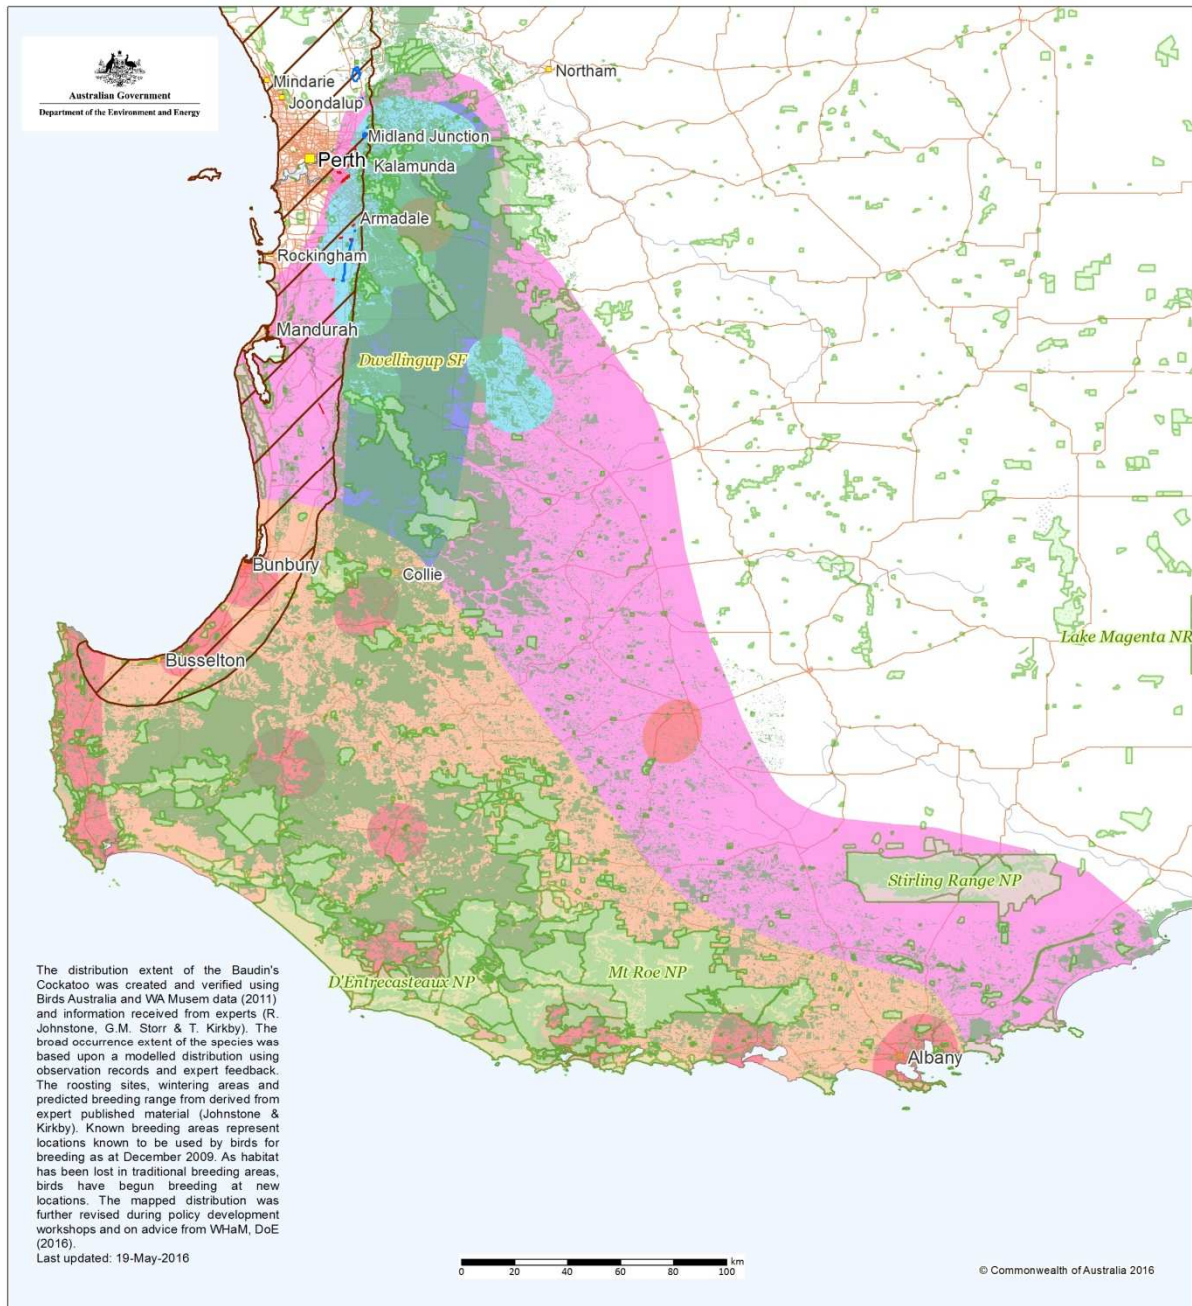 Australian Government
Department of the Environment and Energy
Northam
Mindarie
Joondalup
Midland Junction
Perth
Kalamunda
Armadale
Rockingham
Mandurah
Dwellingup SF
Bunbury
Collie
Lake Magenta NR
Busselton
Stirling Range NP
D'Entrecasteaux NP
Mt Roe NP
Albany
The distribution extent of the Baudin's
Cockatoo was created and verified using
Birds Australia and WA Musem data (2011)
and information received from experts (R.
Johnstone, G.M. Storr & T. Kirkby). The
broad occurrence extent of the species was
based upon a modelled distribution using
observation records and expert feedback.
The roosting sites, wintering areas and
predicted breeding range from derived from
expert published material (Johnstone &
Kirkby). Known breeding areas represent
locations known to be used by birds for
breeding as at December 2009. As habitat
has been lost in traditional breeding areas,
birds have begun breeding at new
locations. The mapped distribution was
further revised during policy development
workshops and on advice from WHaM, DoE
(2016).
Last updated: 19-May-2016
km
0 20 40 60 80 100
© Commonwealth of Australia 2016